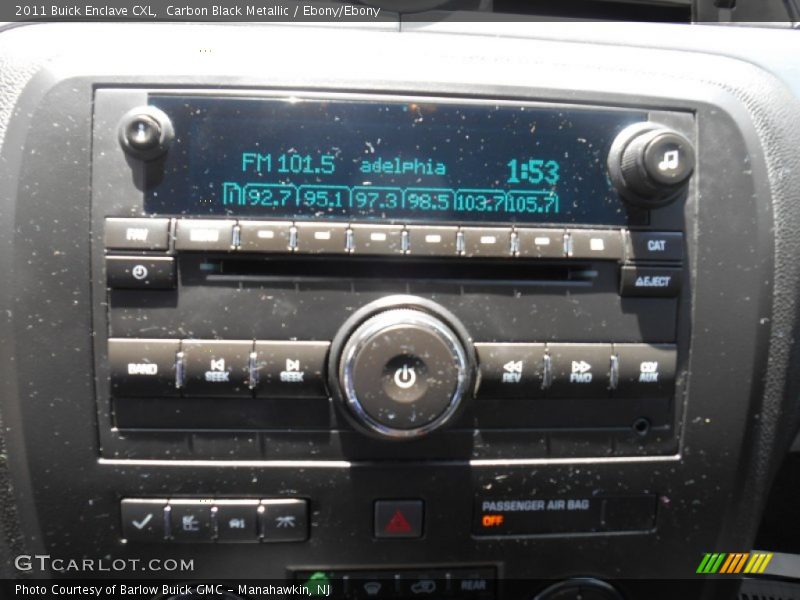 2011 Buick Enclave CXL,  Carbon Black Metallic / Ebony/Ebony
FM 101.5 adelphia 1:53
92.7 95.1 97.3 98.5 103.7 105.7
FAV
CAT
EJECT
BAND SEEK SEEK REV FWD CD/ AUX
PASSENGER AIR BAG
OFF
REAR
GTCARLOT.COM
Photo Courtesy of Barlow Buick GMC – Manahawkin, NJ